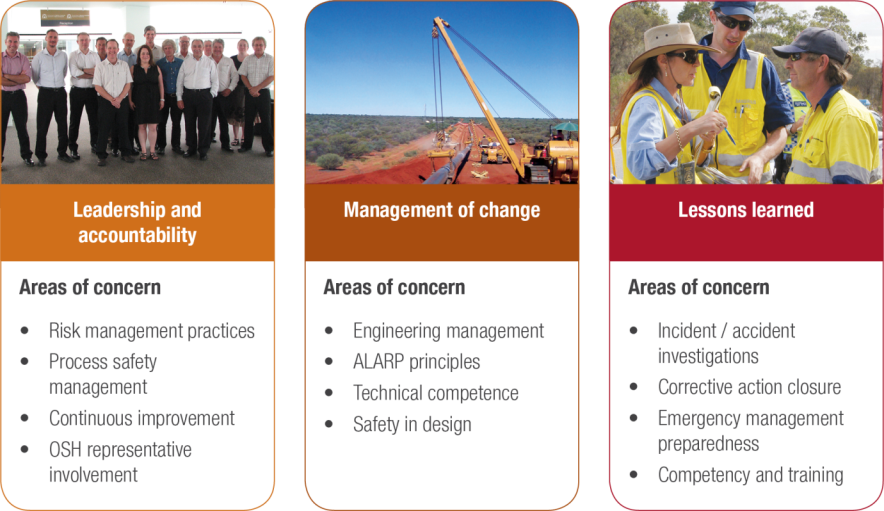 Leadership and
accountability
Areas of concern
• Risk management practices
• Process safety
management
• Continuous improvement
• OSH representative
involvement
Management of change
Areas of concern
• Engineering management
• ALARP principles
• Technical competence
• Safety in design
Lessons learned
Areas of concern
• Incident / accident
investigations
• Corrective action closure
• Emergency management
preparedness
• Competency and training